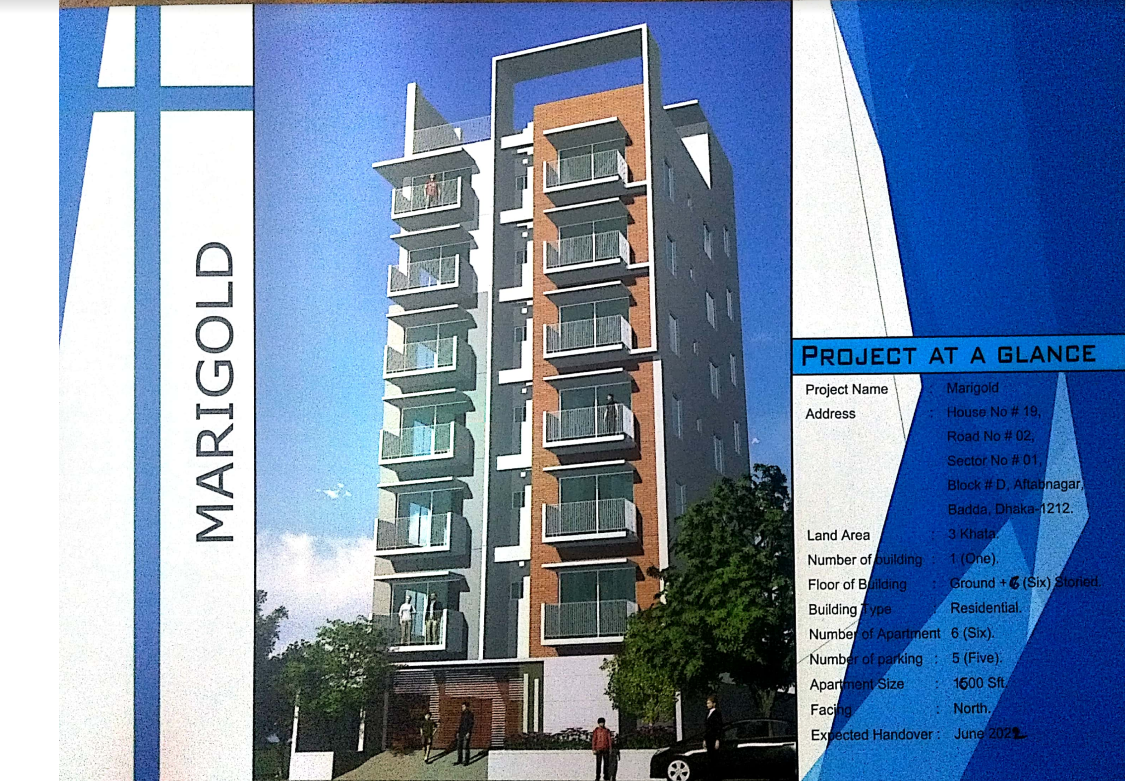 MARIGOLD
PROJECT AT A GLANCE
Project Name : Marigold
Address : House No # 19,
Road No # 02,
Sector No # 01,
Block # D, Aftabnagar,
Badda, Dhaka-1212.
Land Area : 3 Khata.
Number of building : 1 (One).
Floor of Building : Ground + 6 (Six) Storied.
Building Type : Residential.
Number of Apartment 6 (Six).
Number of parking : 5 (Five).
Apartment Size : 1600 Sft.
Facing : North.
Expected Handover : June 2022